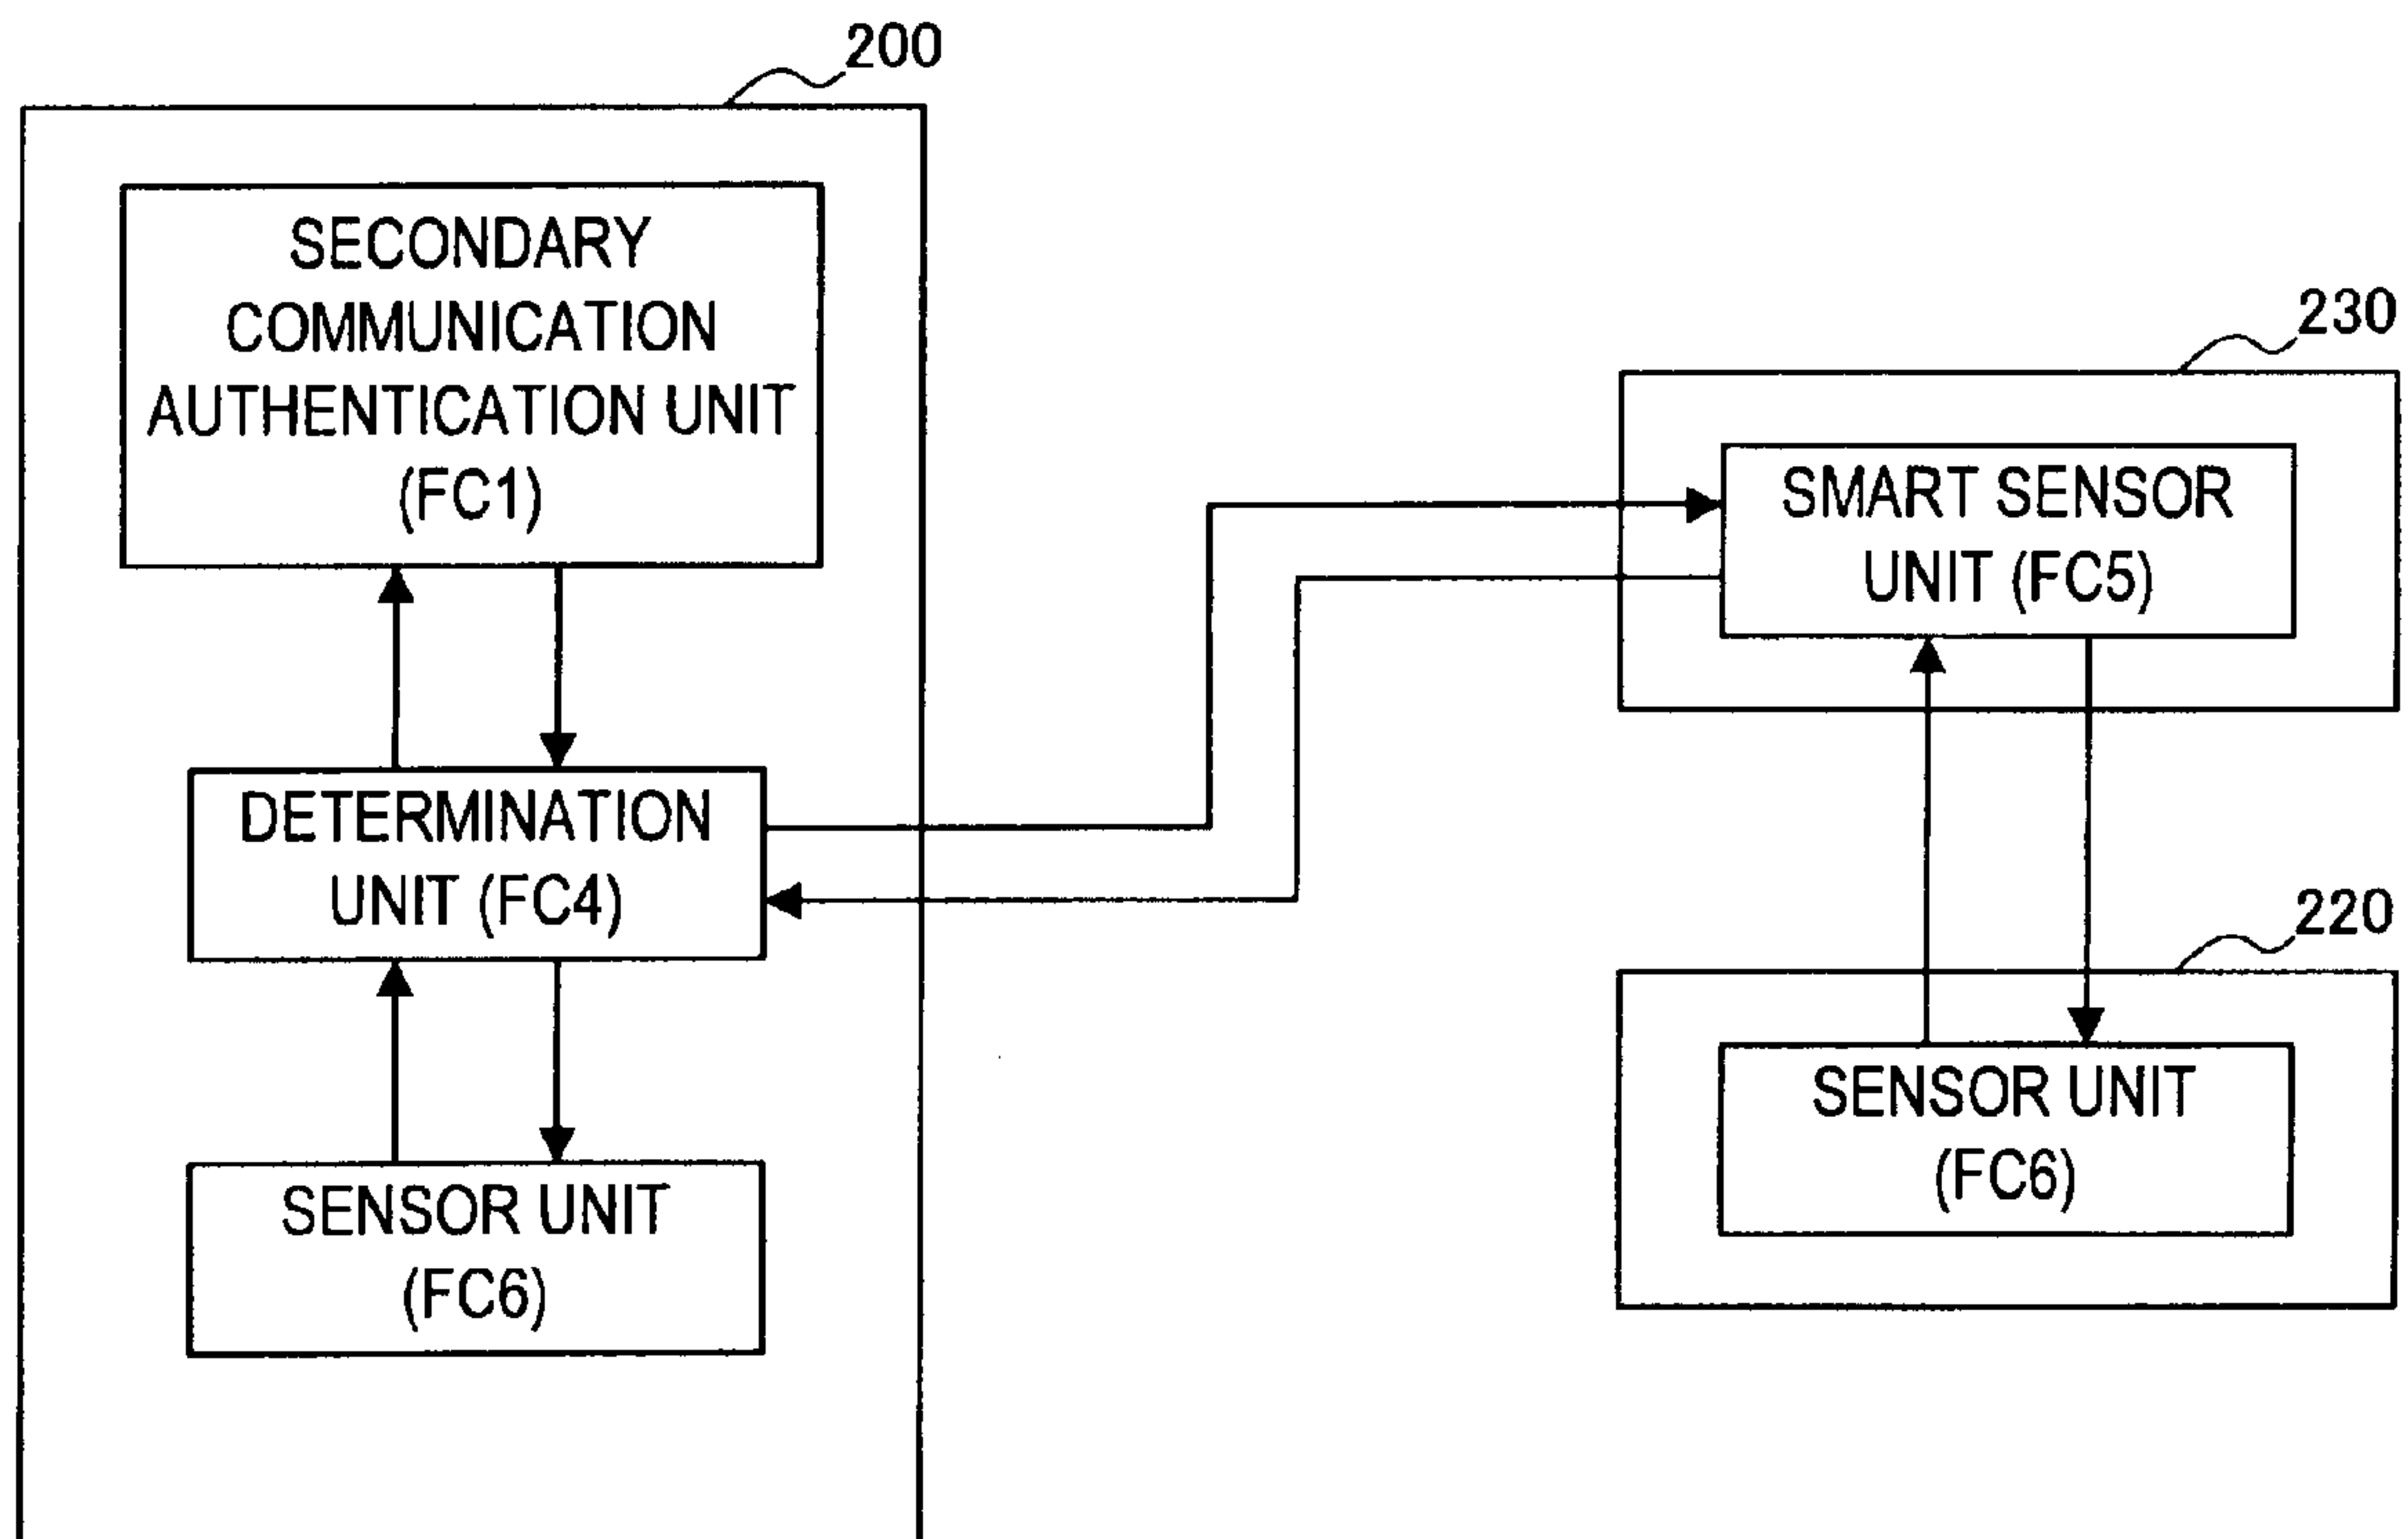 200
SECONDARY
COMMUNICATION
AUTHENTICATION UNIT
(FC1)
DETERMINATION
UNIT (FC4)
SENSOR UNIT
(FC6)
230
SMART SENSOR
UNIT (FC5)
220
SENSOR UNIT
(FC6)